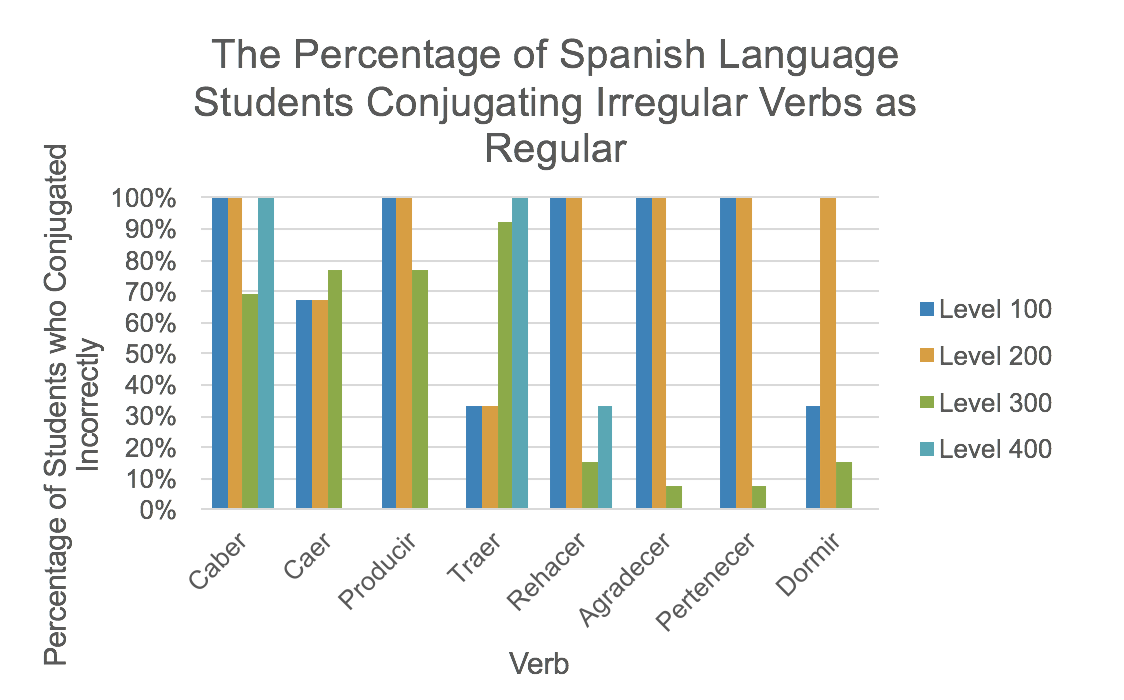 The Percentage of Spanish Language
Students Conjugating Irregular Verbs as
Regular
Percentage of Students who Conjugated
Incorrectly
100%
90%
80%
70%
60%
50%
40%
30%
20%
10%
0%
Caber
Caer
Producir
Traer
Rehacer
Agradecer
Pertenecer
Dormir
Verb
Level 100
Level 200
Level 300
Level 400